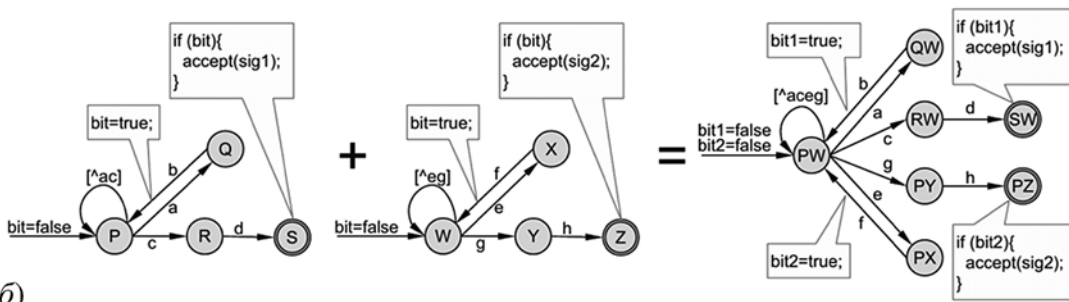 if (bit){
accept(sig1);
}
bit=true;
Q
b
a
[^ac]
bit=false
P
c
R
d
S
+
if (bit){
accept(sig2);
}
bit=true;
X
f
e
[^eg]
bit=false
W
g
Y
h
Z
=
bit1=true;
QW
if (bit1){
accept(sig1);
}
b
a
[^aceg]
bit1=false
bit2=false
PW
c
RW
d
SW
g
PY
h
PZ
e
f
PX
bit2=true;
if (bit2){
accept(sig2);
}
б)